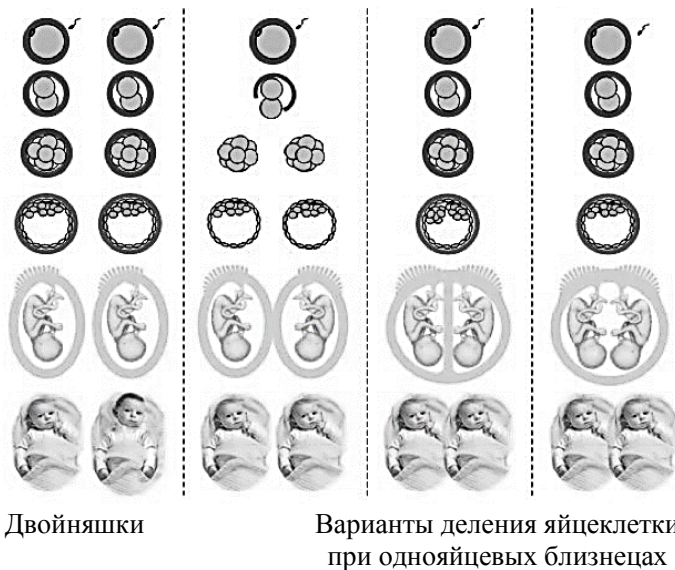 Двойняшки
Варианты деления яйцеклетки
при однояйцевых близнецах